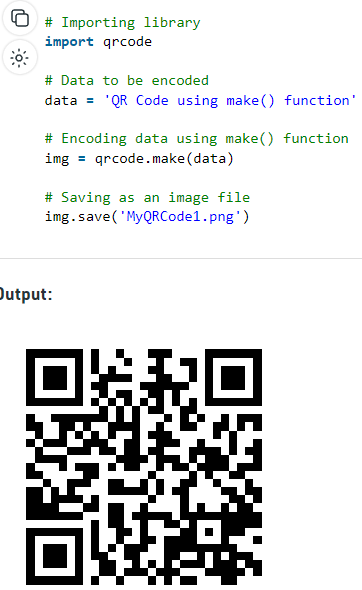 # Importing library
import qrcode
# Data to be encoded
data = 'QR Code using make() function'
# Encoding data using make() function
img = qrcode.make(data)
# Saving as an image file
img.save('MyQRCode1.png')
Output: